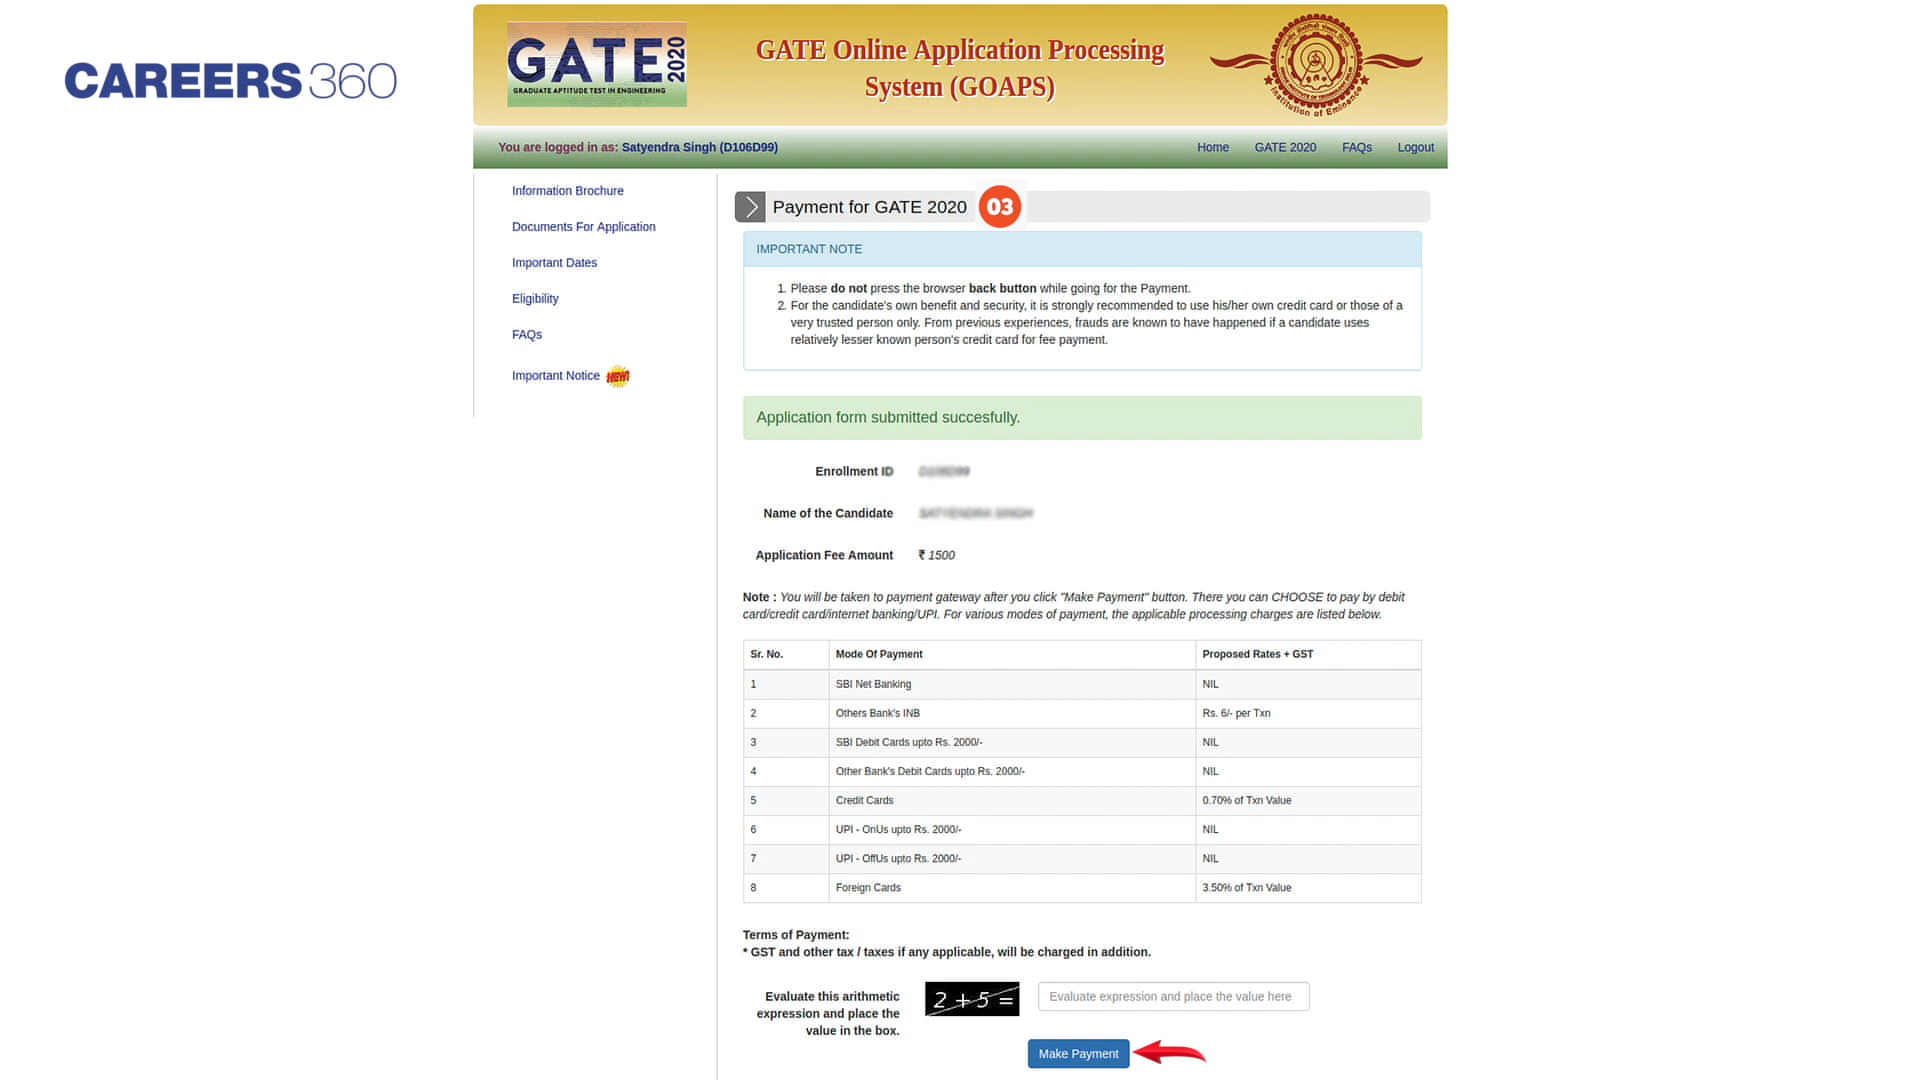 CAREERS360
GATE 2020
GRADUATE APTITUDE TEST IN ENGINEERING
GATE Online Application Processing
System (GOAPS)
Institution of Eminence
You are logged in as: Satyendra Singh (D106D99)
Home GATE 2020 FAQs Logout
Information Brochure
Documents For Application
Important Dates
Eligibility
FAQs
Important Notice NEW!
Payment for GATE 2020 03
IMPORTANT NOTE
1. Please do not press the browser back button while going for the Payment.
2. For the candidate's own benefit and security, it is strongly recommended to use his/her own credit card or those of a
very trusted person only. From previous experiences, frauds are known to have happened if a candidate uses
relatively lesser known person's credit card for fee payment.
Application form submitted succesfully.
Enrollment ID
Name of the Candidate
Application Fee Amount ₹ 1500
Note : You will be taken to payment gateway after you click "Make Payment" button. There you can CHOOSE to pay by debit
card/credit card/internet banking/UPI. For various modes of payment, the applicable processing charges are listed below.
Sr. No. Mode Of Payment Proposed Rates + GST
1 SBI Net Banking NIL
2 Others Bank's INB Rs. 6/- per Txn
3 SBI Debit Cards upto Rs. 2000/- NIL
4 Other Bank's Debit Cards upto Rs. 2000/- NIL
5 Credit Cards 0.70% of Txn Value
6 UPI - OnUs upto Rs. 2000/- NIL
7 UPI - OffUs upto Rs. 2000/- NIL
8 Foreign Cards 3.50% of Txn Value
Terms of Payment:
* GST and other tax / taxes if any applicable, will be charged in addition.
Evaluate this arithmetic
expression and place the
value in the box.
2 + 5 =
Evaluate expression and place the value here
Make Payment